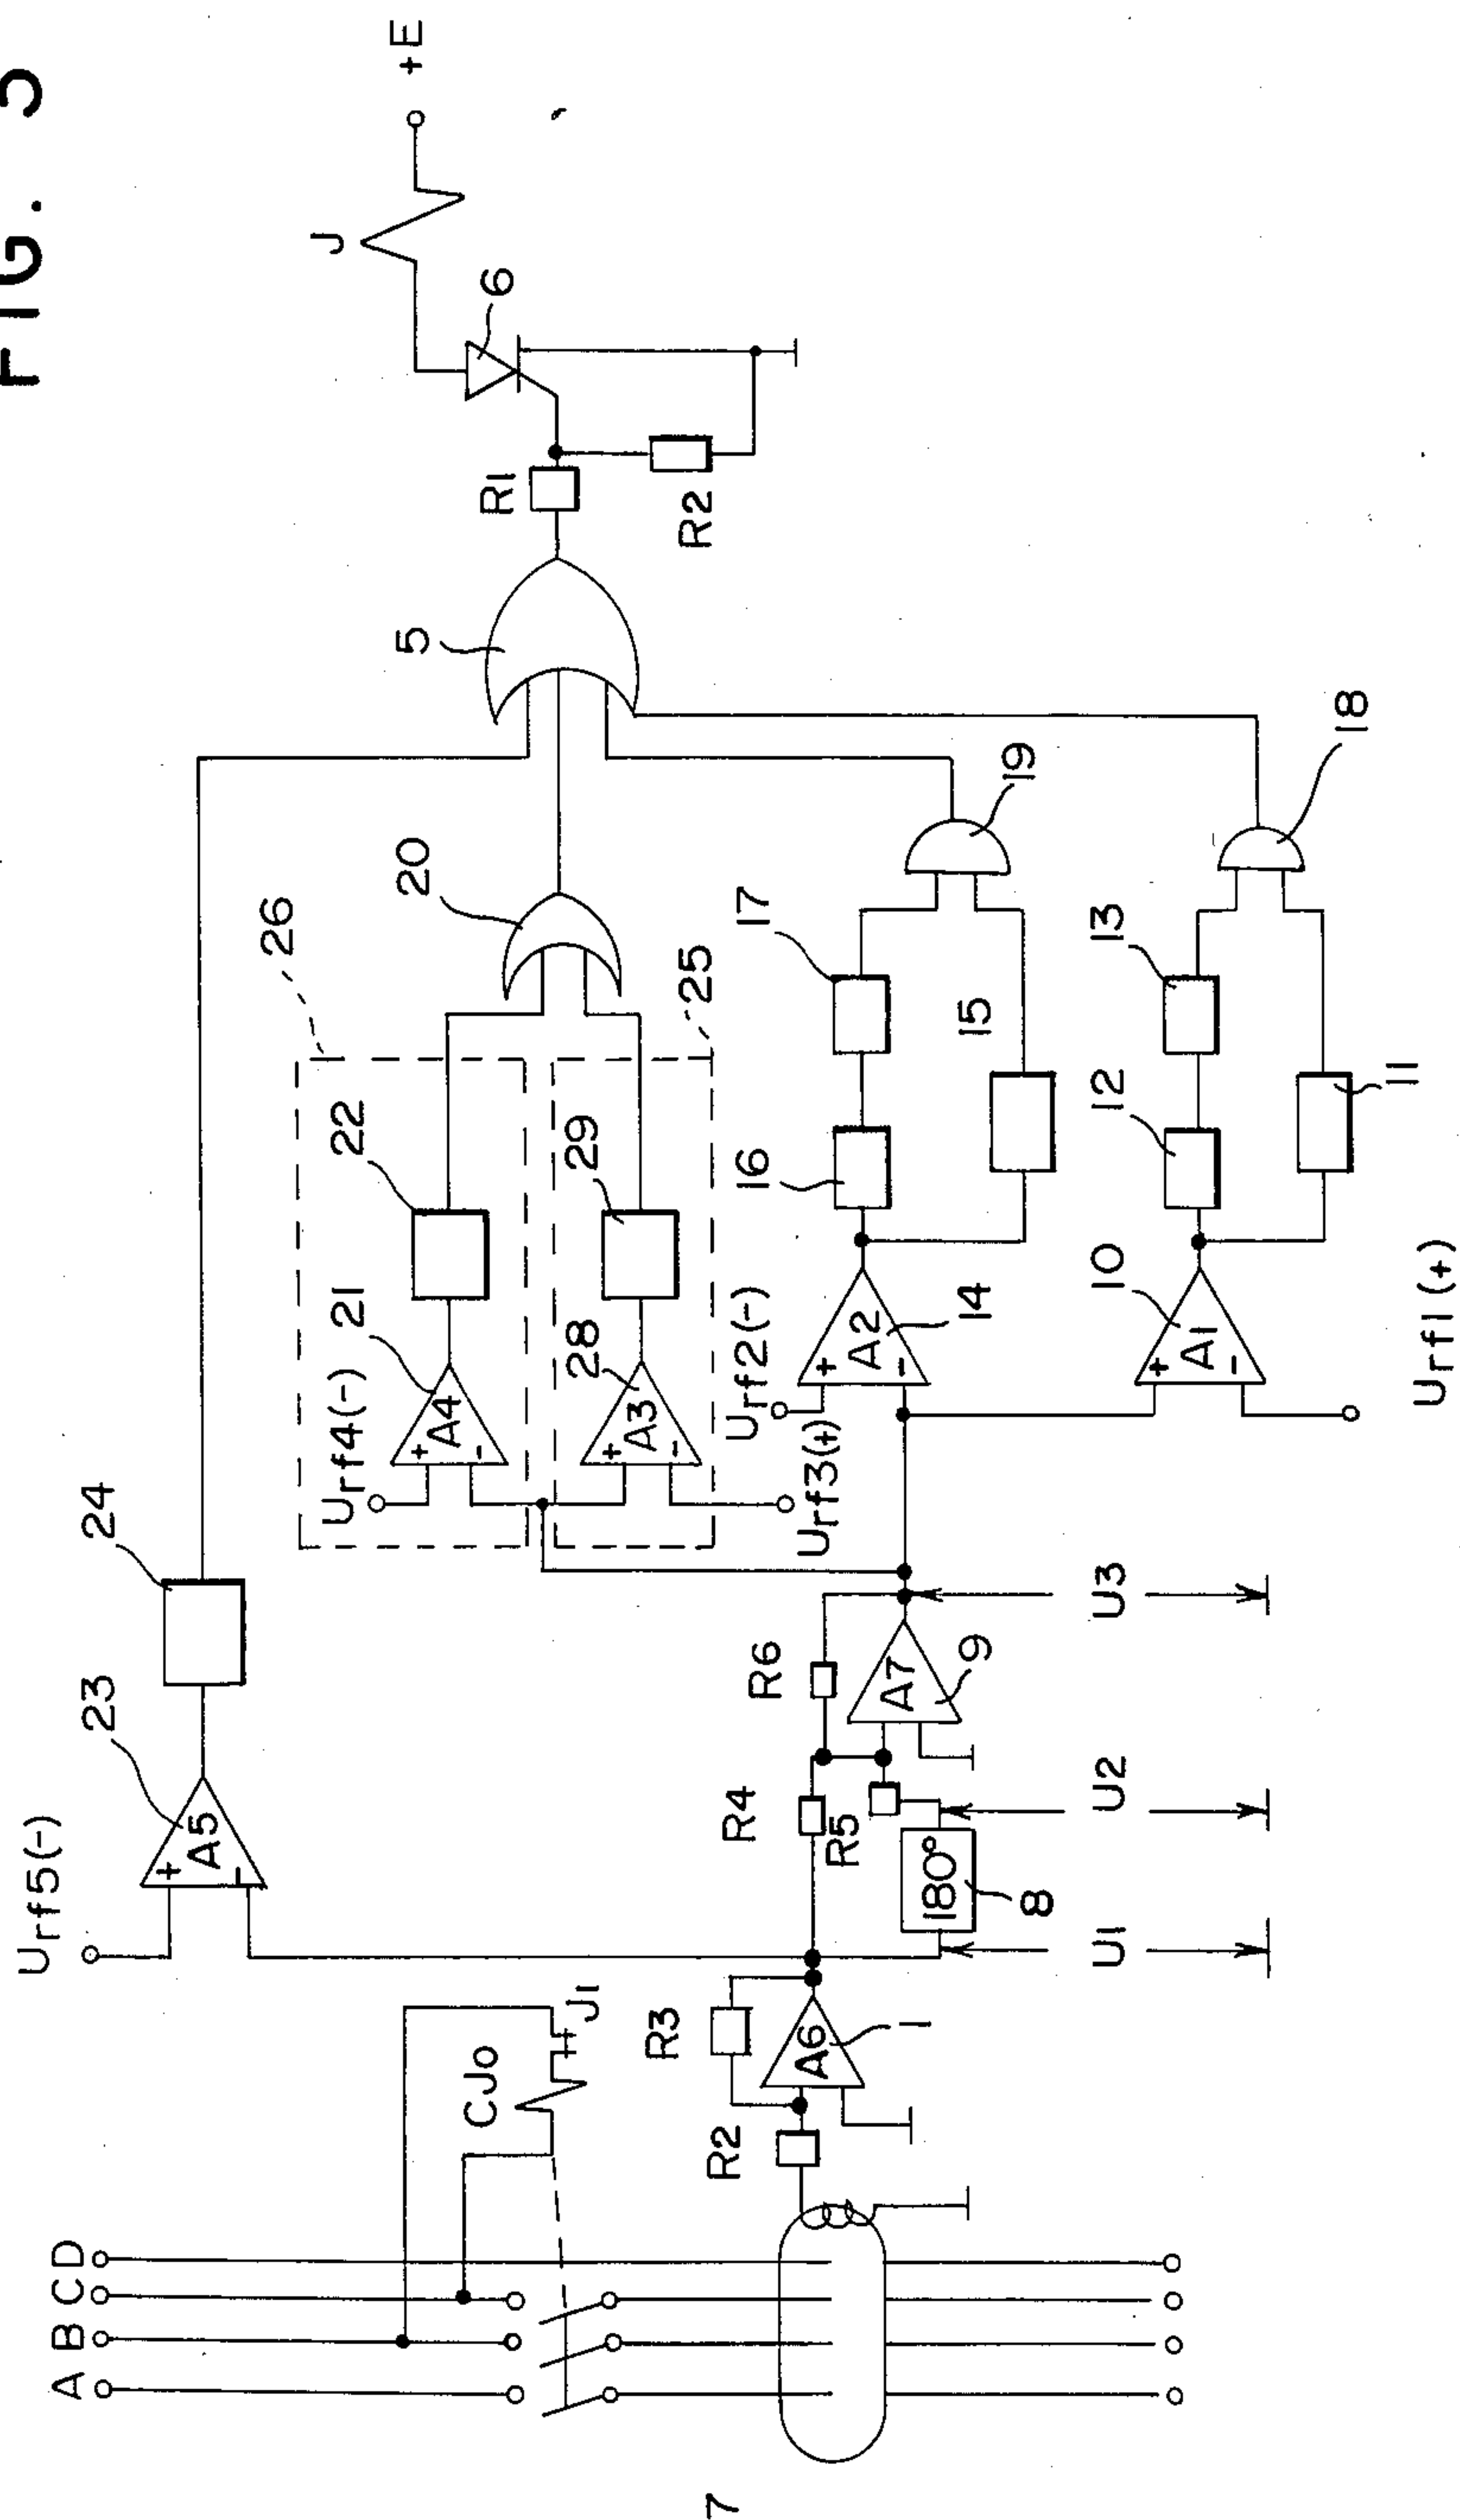 FIG. 5
+E
J
6
R1
R2
5
18
19
20
26
17
13
25
15
22
29
12
11
16
21
28
10
14
Urf4(-)
A4
+
-
A3
+
-
Urf2(-)
A2
+
-
A1
+
-
Urf1(+)
Urf3(+)
24
23
U3
R6
A7
9
Urf5(-)
A5
+
-
R4
R5
U2
180°
8
U1
J1
CJo
R3
A6
1
R2
A
B
C
D
7